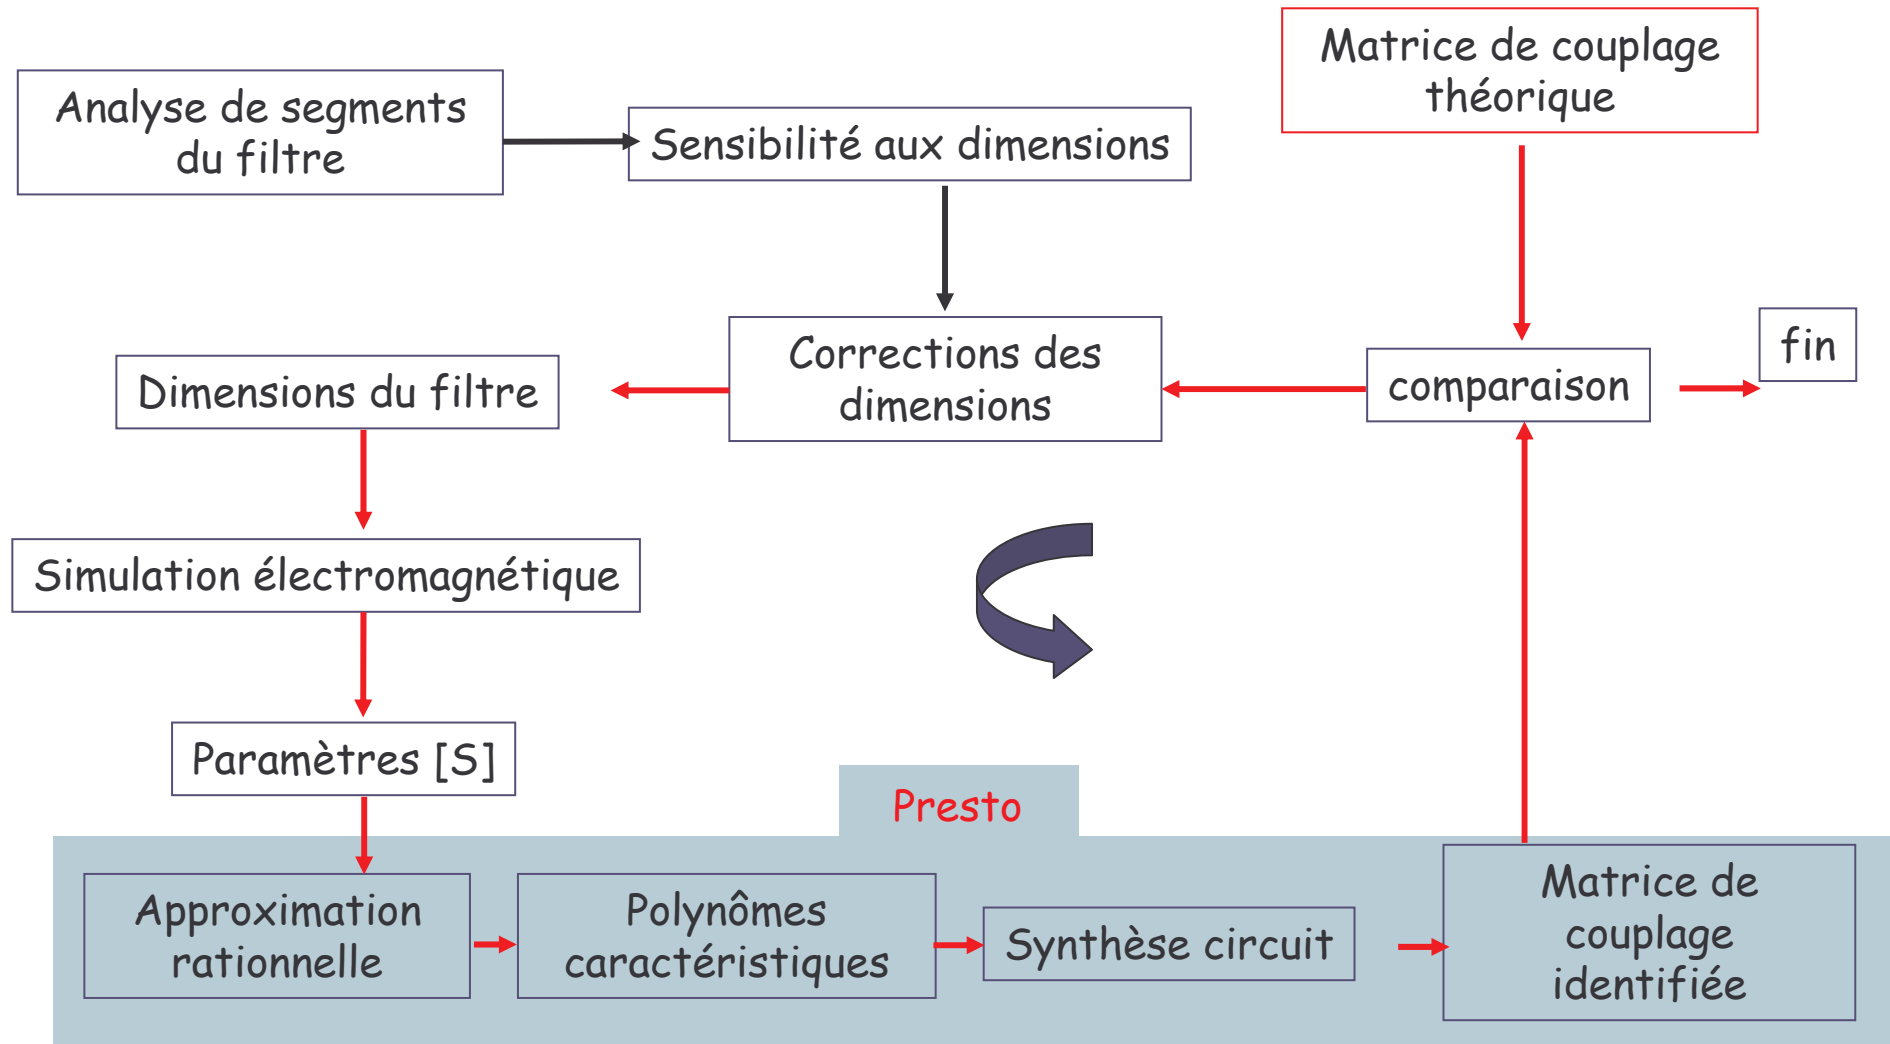 Matrice de couplage
théorique
Analyse de segments
du filtre
Sensibilité aux dimensions
fin
Corrections des
dimensions
comparaison
Dimensions du filtre
Simulation électromagnétique
Paramètres [S]
Presto
Approximation
rationnelle
Polynômes
caractéristiques
Synthèse circuit
Matrice de
couplage
identifiée